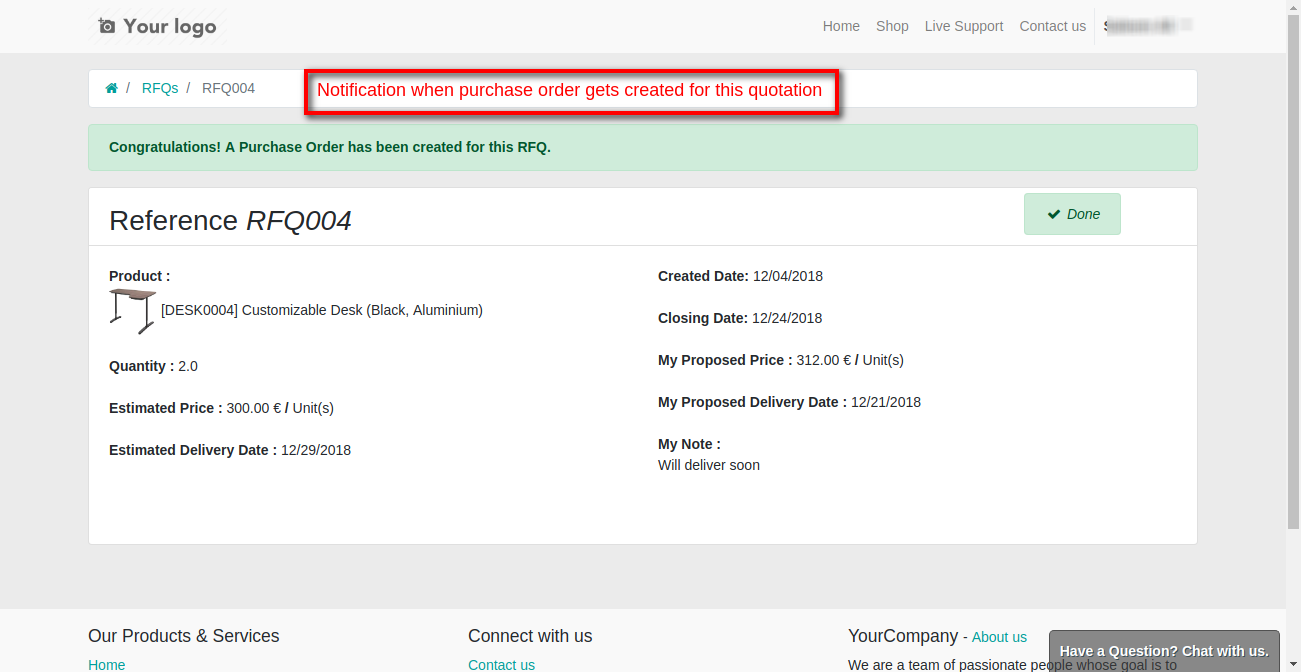 Your logo
Home Shop Live Support Contact us
/ RFQs / RFQ004
Notification when purchase order gets created for this quotation
Congratulations! A Purchase Order has been created for this RFQ.
Reference RFQ004
Done
Product :
[DESK0004] Customizable Desk (Black, Aluminium)
Quantity : 2.0
Estimated Price : 300.00 € / Unit(s)
Estimated Delivery Date : 12/29/2018
Created Date: 12/04/2018
Closing Date: 12/24/2018
My Proposed Price : 312.00 € / Unit(s)
My Proposed Delivery Date : 12/21/2018
My Note :
Will deliver soon
Our Products & Services
Home
Connect with us
Contact us
YourCompany - About us
We are a team of passionate people whose goal is to
Have a Question? Chat with us.